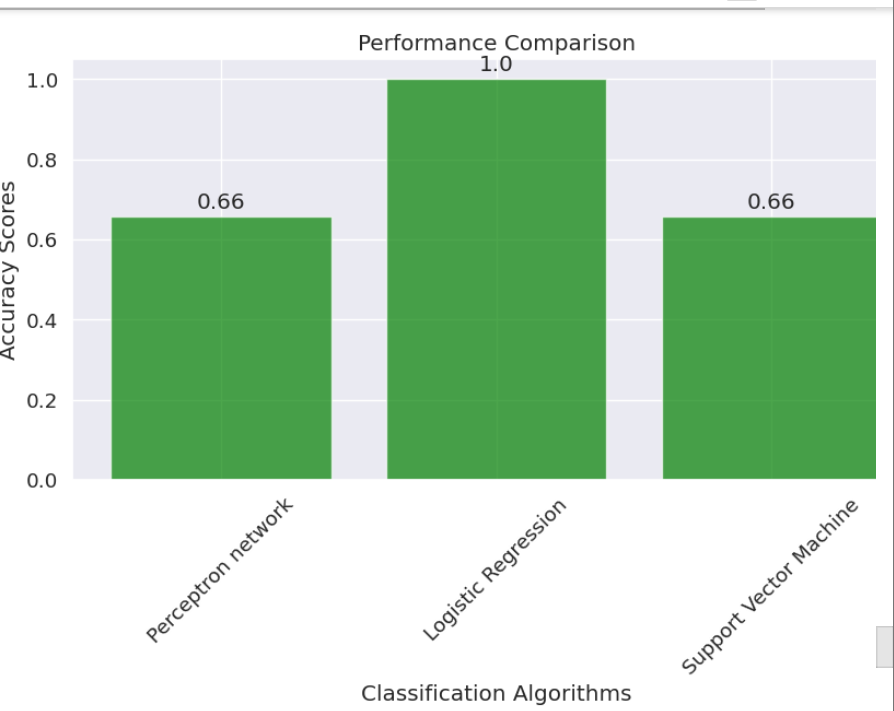 Performance Comparison
1.0
0.66
0.66
1.0
0.8
0.6
0.4
0.2
0.0
Accuracy Scores
Perceptron network
Logistic Regression
Support Vector Machine
Classification Algorithms